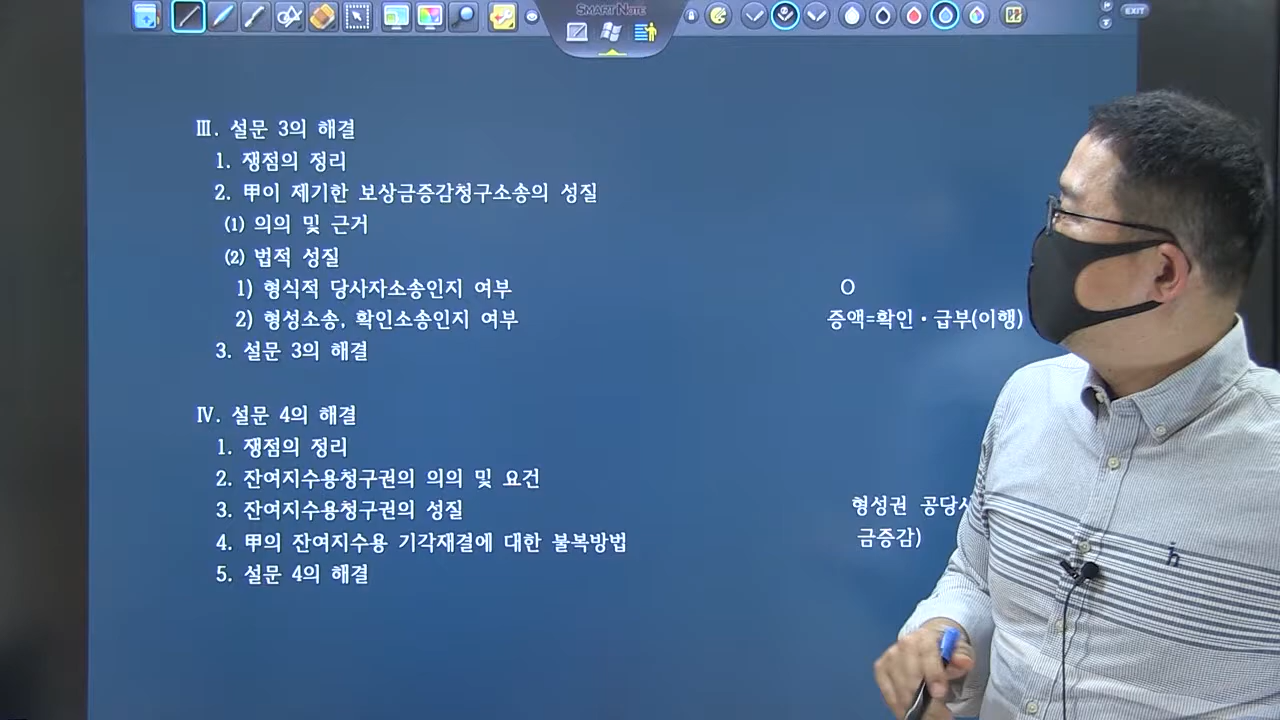 SMART NOTE
EXIT
Ⅲ. 설문 3의 해결
1. 쟁점의 정리
2. 甲이 제기한 보상금증감청구소송의 성질
⑴ 의의 및 근거
⑵ 법적 성질
1) 형식적 당사자소송인지 여부 O
2) 형성소송, 확인소송인지 여부 증액=확인・급부(이행)
3. 설문 3의 해결
Ⅳ. 설문 4의 해결
1. 쟁점의 정리
2. 잔여지수용청구권의 의의 및 요건
3. 잔여지수용청구권의 성질 형성권 공당사
4. 甲의 잔여지수용 기각재결에 대한 불복방법 금증감)
5. 설문 4의 해결